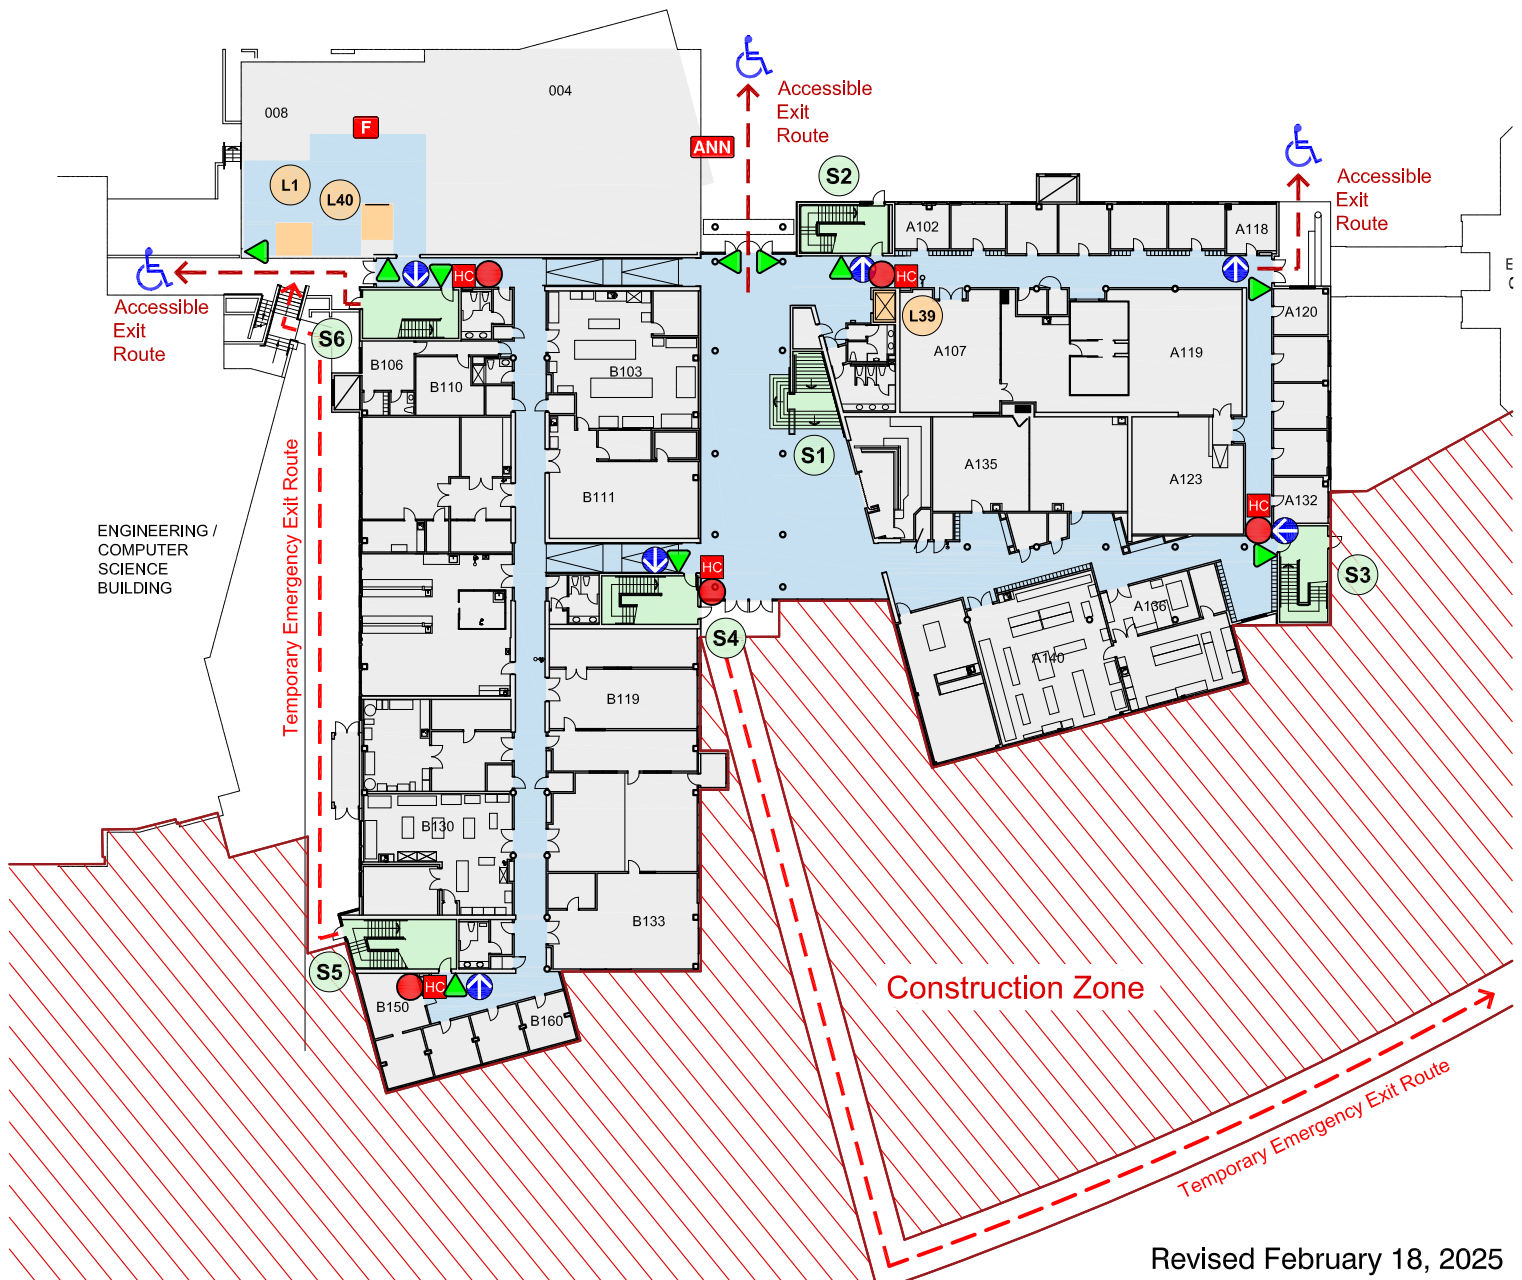 004
008
F
Accessible
Exit
Route
ANN
S2
Accessible
Exit
Route
L1
L40
A102
A118
HC
HC
Accessible
Exit
Route
S6
L39
A120
B106
B110
B103
A107
A119
S1
A135
A123
A132
B111
HC
Temporary Emergency Exit Route
ENGINEERING /
COMPUTER
SCIENCE
BUILDING
HC
S3
A136
S4
A140
B119
B130
B133
S5
HC
B150
B160
Construction Zone
Temporary Emergency Exit Route
Revised February 18, 2025